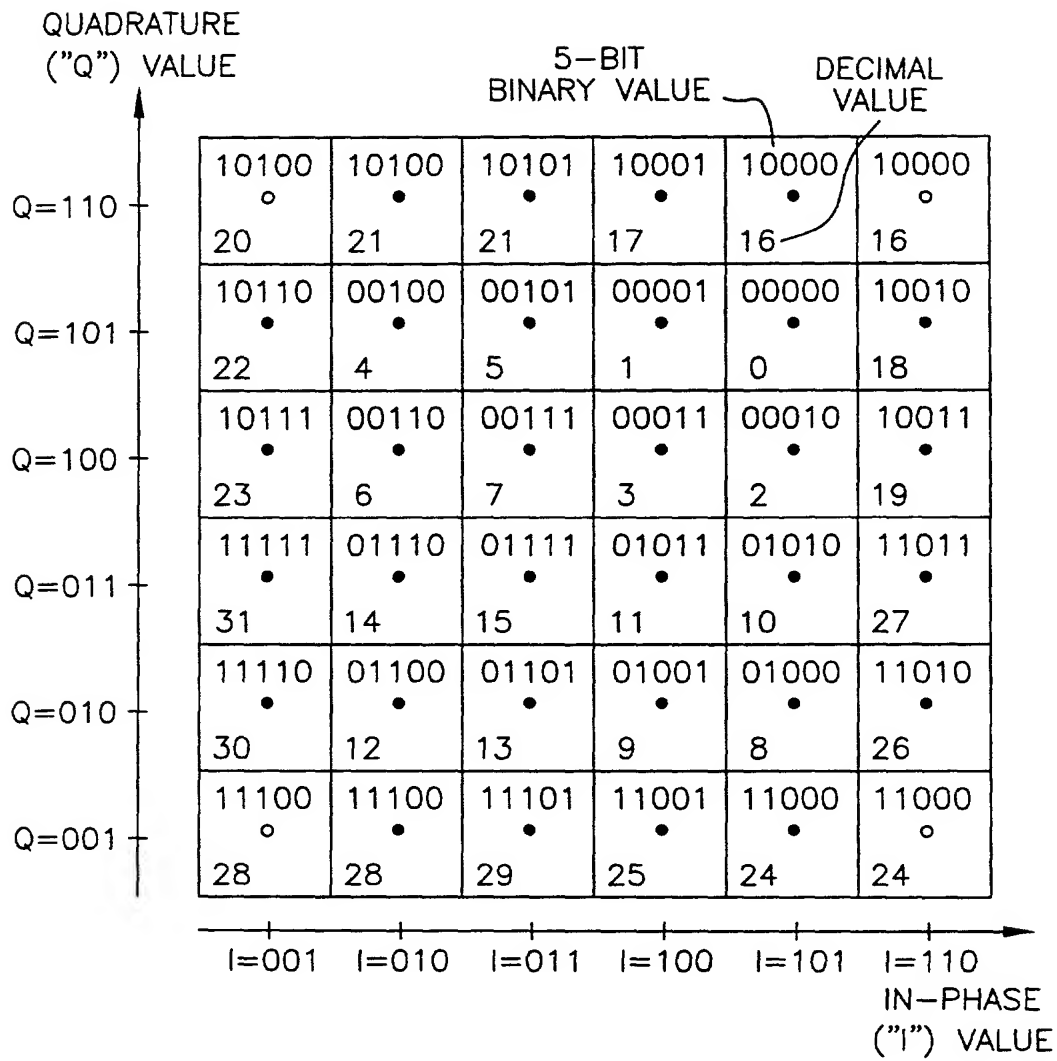 QUADRATURE
("Q") VALUE
5-BIT
BINARY VALUE
DECIMAL
VALUE
Q=110
10100 10100 10101 10001 10000 10000
20 21 21 17 16 16
Q=101
10110 00100 00101 00001 00000 10010
22 4 5 1 0 18
Q=100
10111 00110 00111 00011 00010 10011
23 6 7 3 2 19
Q=011
11111 01110 01111 01011 01010 11011
31 14 15 11 10 27
Q=010
11110 01100 01101 01001 01000 11010
30 12 13 9 8 26
Q=001
11100 11100 11101 11001 11000 11000
28 28 29 25 24 24
I=001 I=010 I=011 I=100 I=101 I=110
IN-PHASE
("I") VALUE